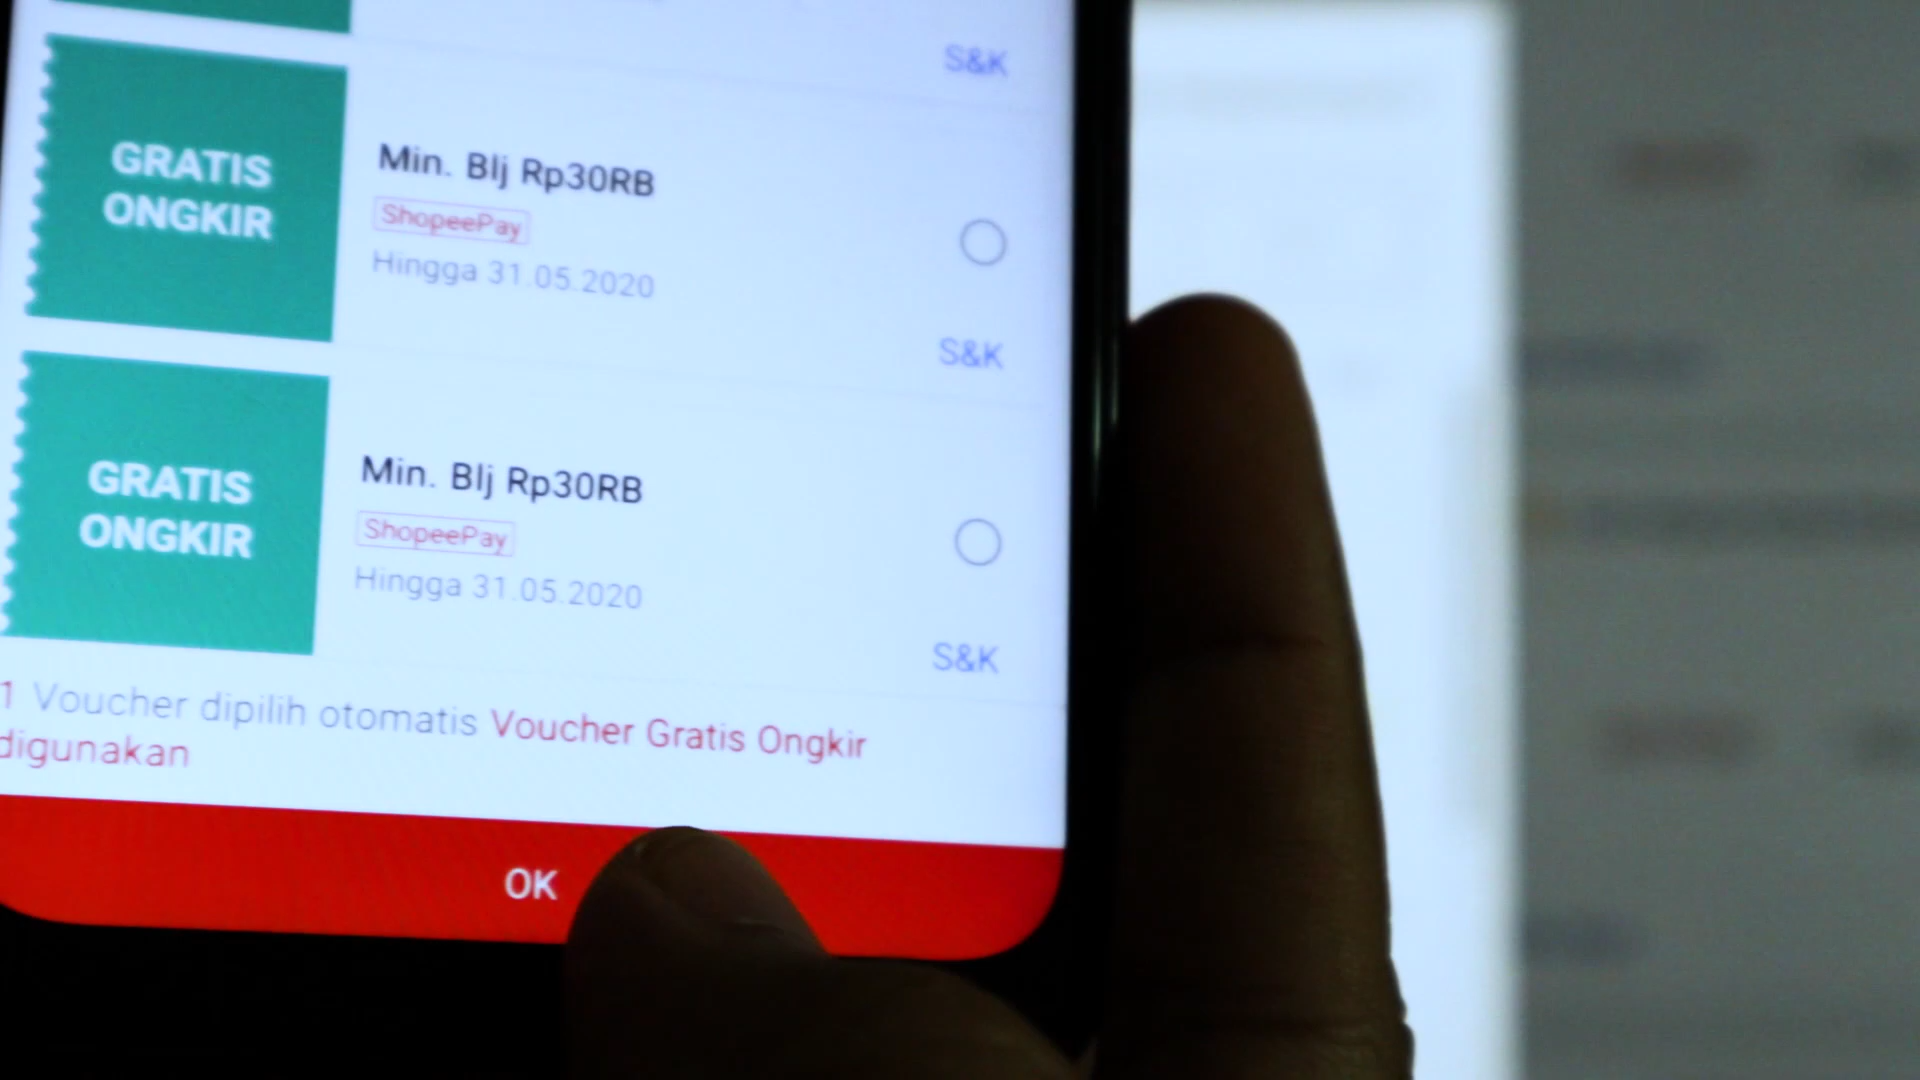 S&K
GRATIS
ONGKIR
Min. Blj Rp30RB
ShopeePay
Hingga 31.05.2020
S&K
GRATIS
ONGKIR
Min. Blj Rp30RB
ShopeePay
Hingga 31.05.2020
S&K
1 Voucher dipilih otomatis Voucher Gratis Ongkir
digunakan
OK